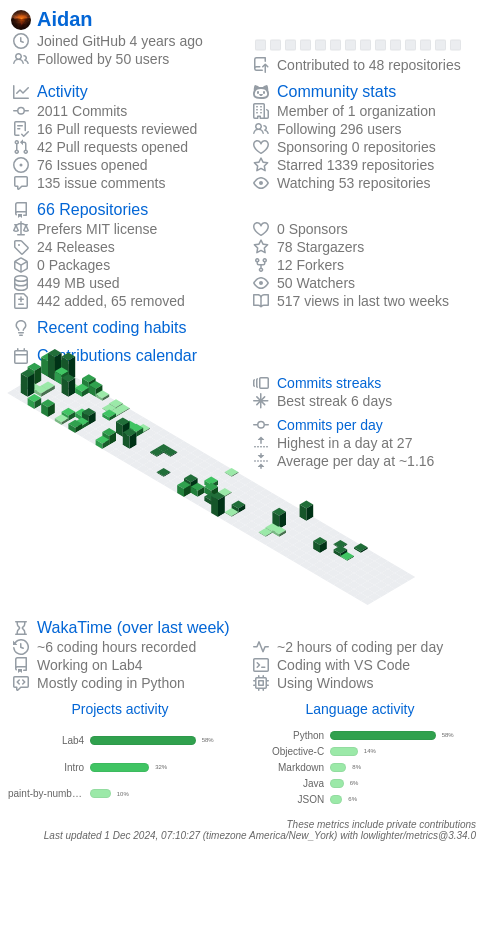 Aidan
Joined GitHub 4 years ago
Followed by 50 users
Contributed to 48 repositories
Activity
2011 Commits
16 Pull requests reviewed
42 Pull requests opened
76 Issues opened
135 issue comments
Community stats
Member of 1 organization
Following 296 users
Sponsoring 0 repositories
Starred 1339 repositories
Watching 53 repositories
66 Repositories
Prefers MIT license
24 Releases
0 Packages
449 MB used
442 added, 65 removed
0 Sponsors
78 Stargazers
12 Forkers
50 Watchers
517 views in last two weeks
Recent coding habits
Contributions calendar
Commits streaks
Best streak 6 days
Commits per day
Highest in a day at 27
Average per day at ~1.16
WakaTime (over last week)
~6 coding hours recorded
Working on Lab4
Mostly coding in Python
~2 hours of coding per day
Coding with VS Code
Using Windows
Projects activity
Lab4 58%
Intro 32%
paint-by-numb… 10%
Language activity
Python 58%
Objective-C 14%
Markdown 8%
Java 6%
JSON 6%
These metrics include private contributions
Last updated 1 Dec 2024, 07:10:27 (timezone America/New_York) with lowlighter/metrics@3.34.0